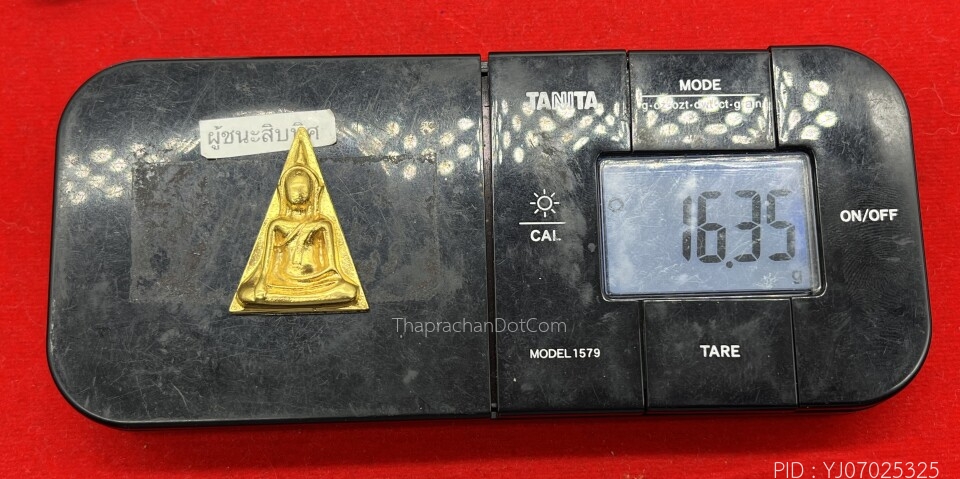 TANITA
MODE
ผู้ชนะสิบทิศ
16.35
g
CAL
ON/OFF
ThaprachanDotCom
MODEL 1579
TARE
PID : YJ07025325